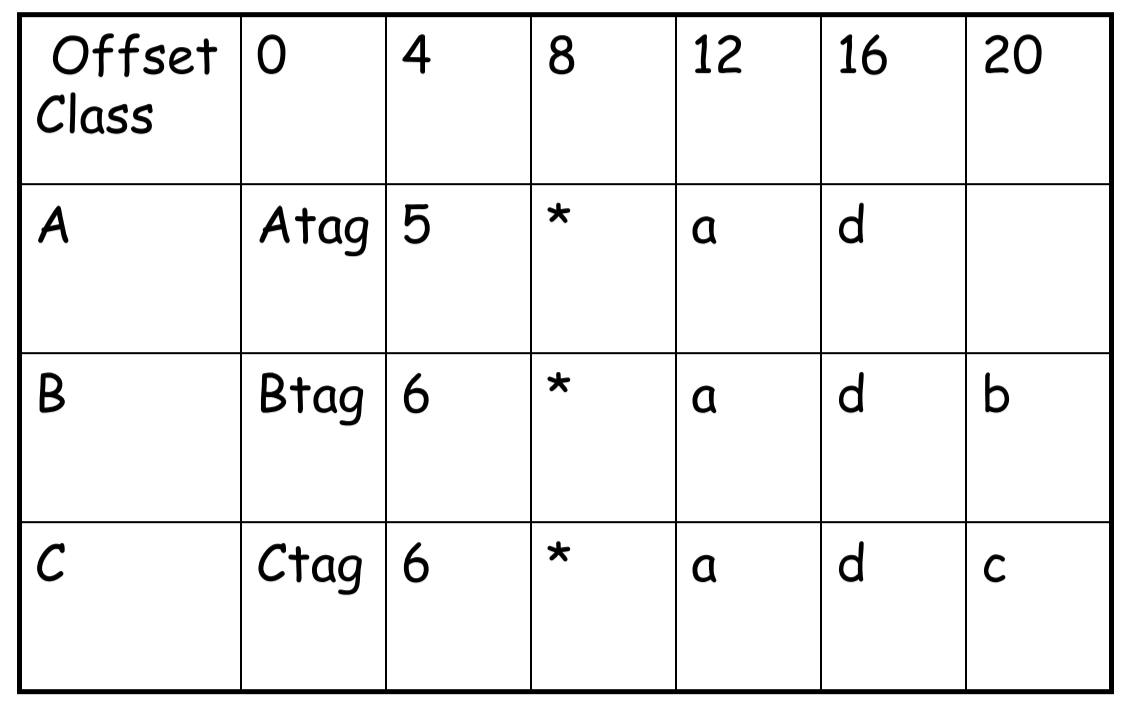 Offset 0 4 8 12 16 20
Class
A Atag 5 * a d
B Btag 6 * a d b
C Ctag 6 * a d c